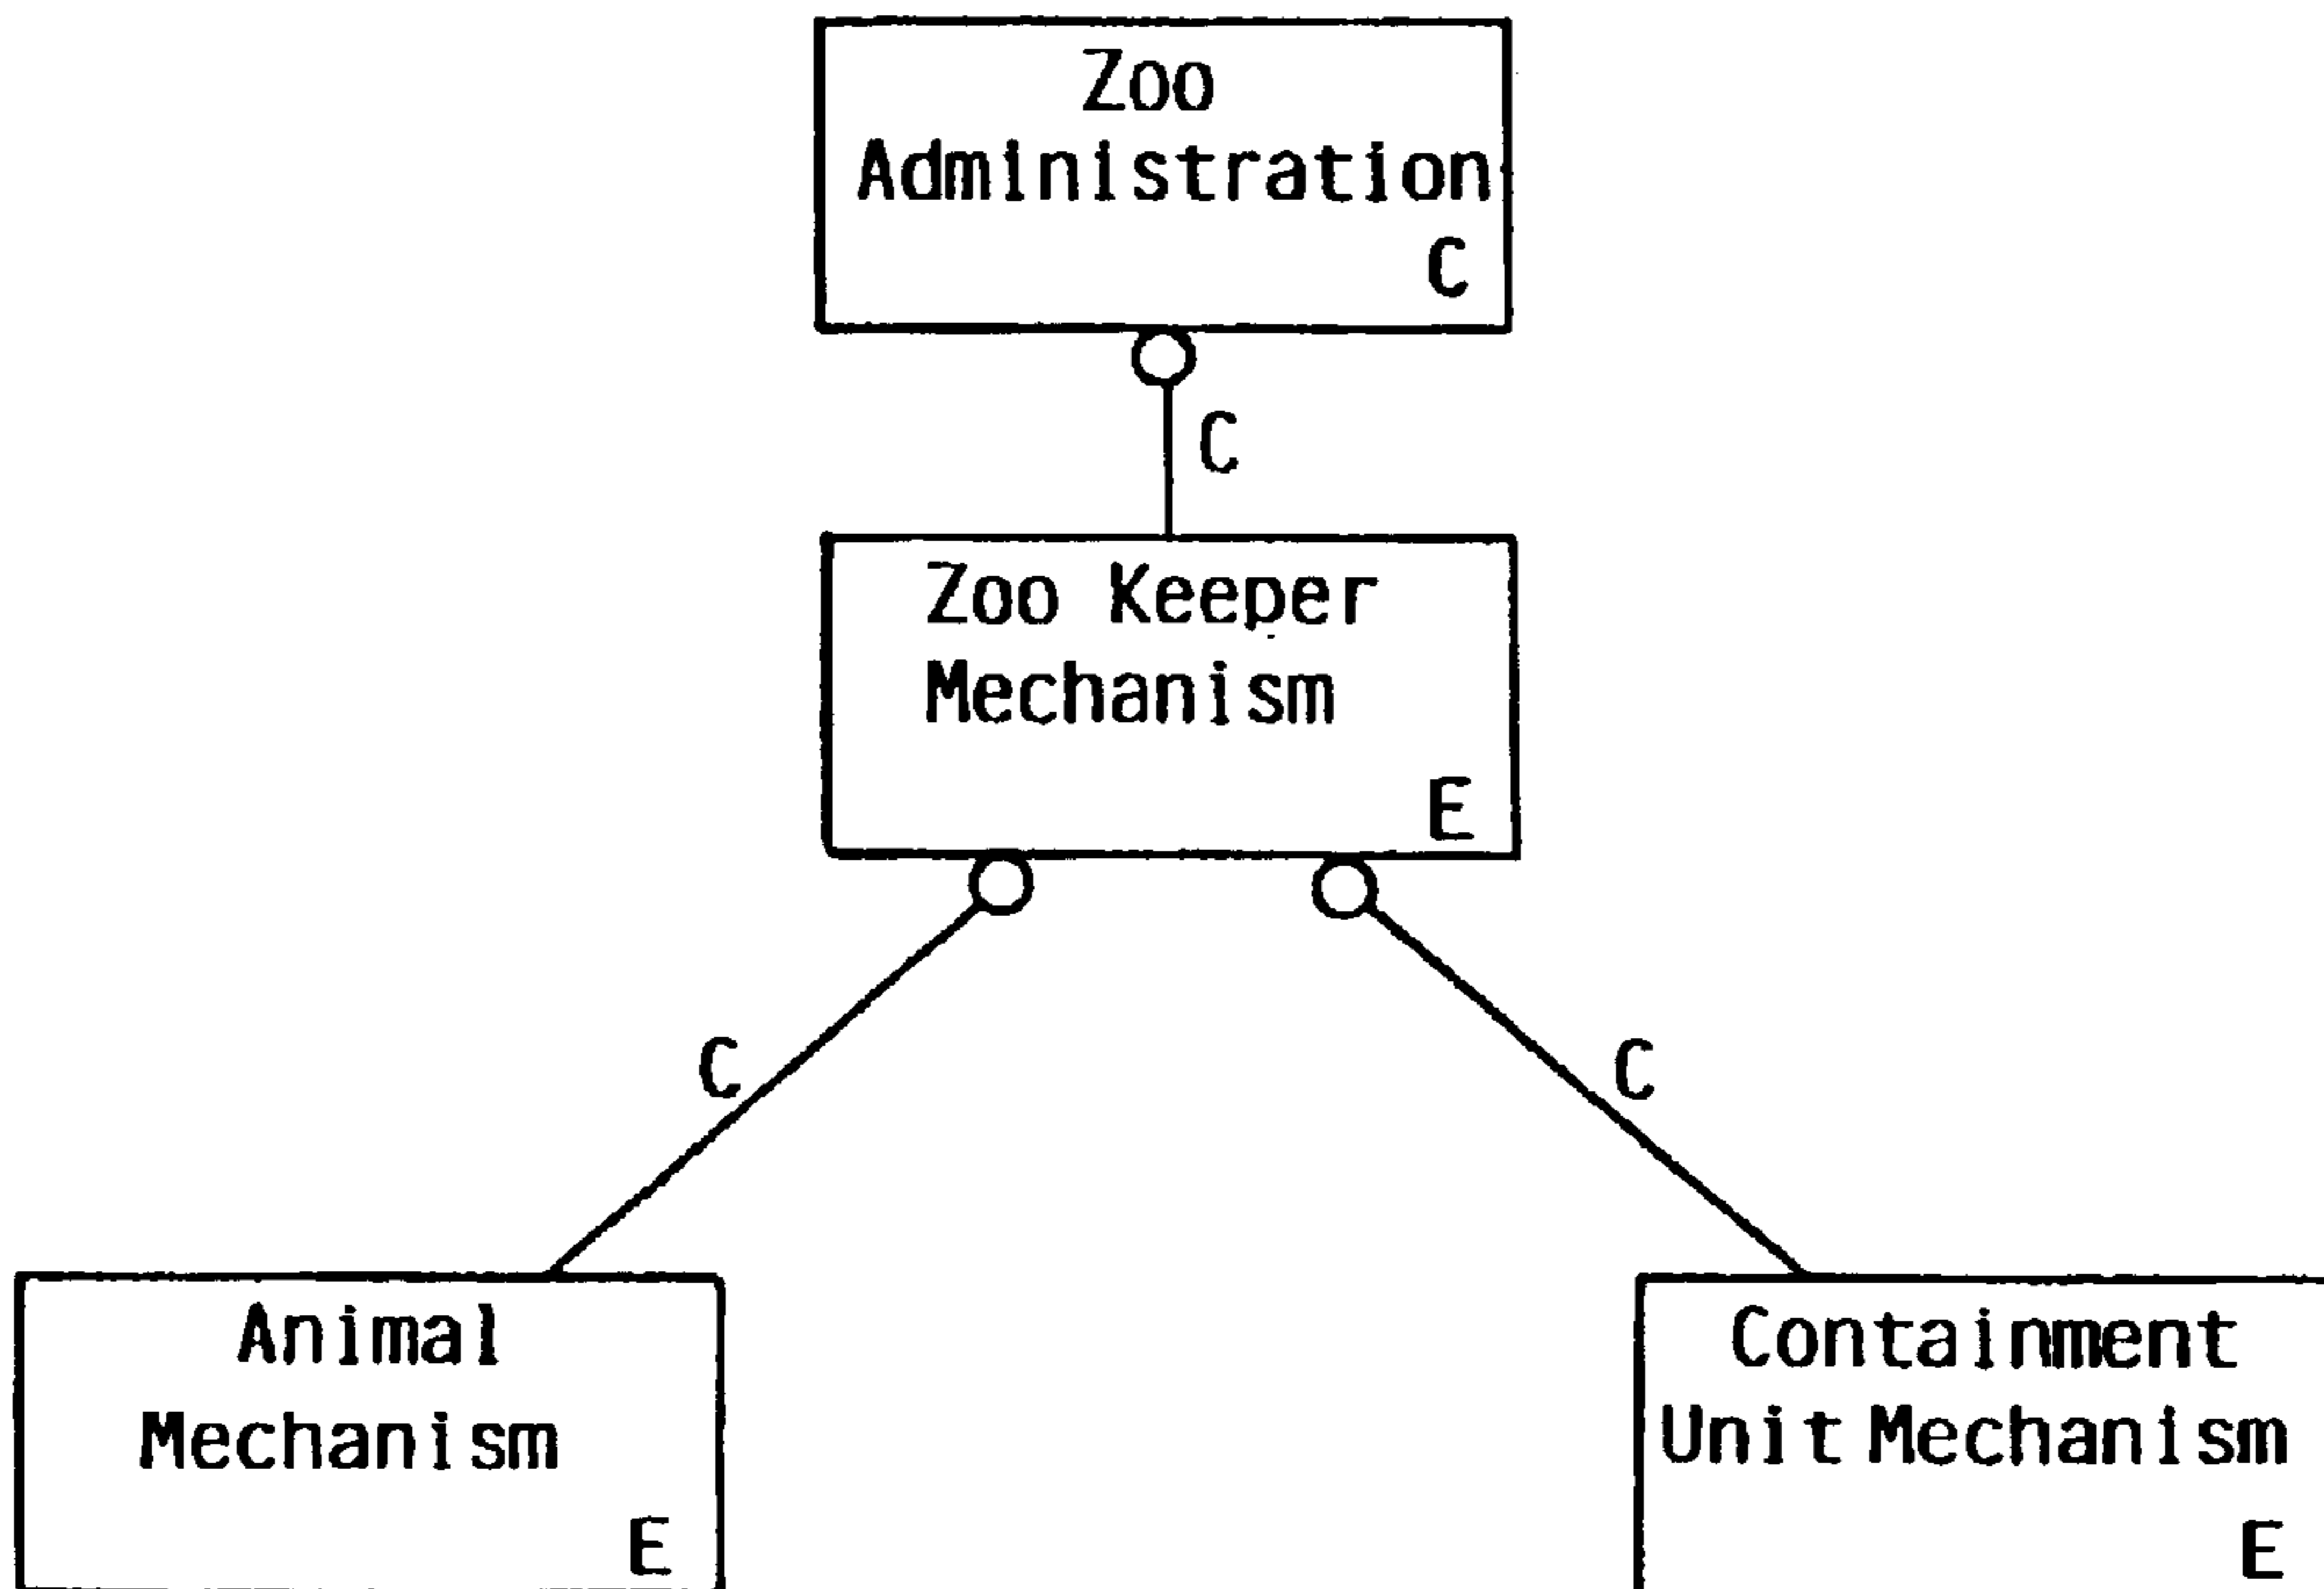 Zoo
Administration
C
C
Zoo Keeper
Mechanism
E
C
C
Animal
Mechanism
E
Containment
Unit Mechanism
E